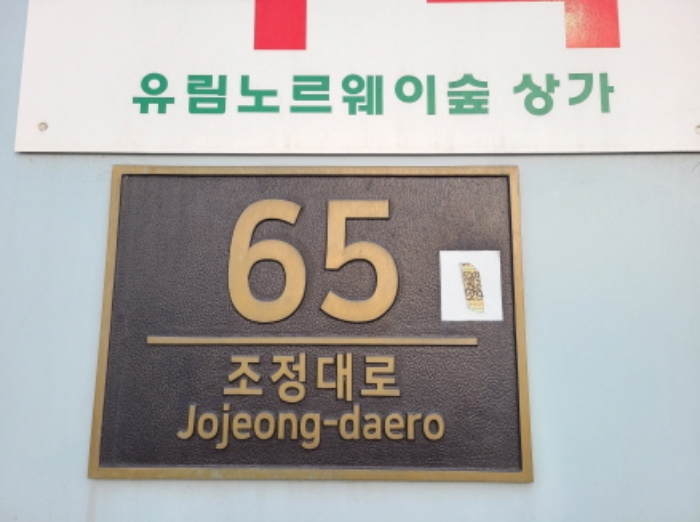 유림노르웨이숲 상가
65
조정대로
Jojeong-daero